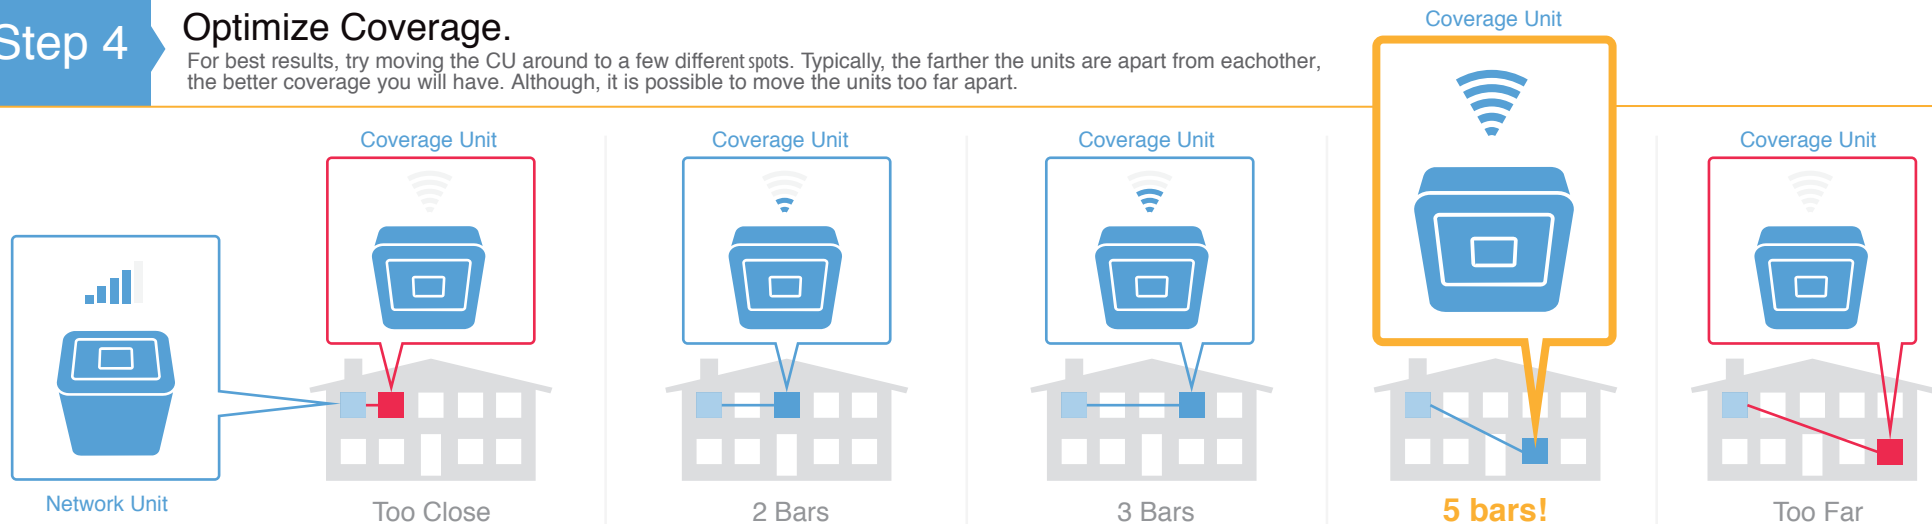 Step 4
Optimize Coverage.
For best results, try moving the CU around to a few different spots. Typically, the farther the units are apart from eachother,
the better coverage you will have. Although, it is possible to move the units too far apart.
Coverage Unit
Coverage Unit
Coverage Unit
Coverage Unit
Coverage Unit
Network Unit
Too Close
2 Bars
3 Bars
5 bars!
Too Far